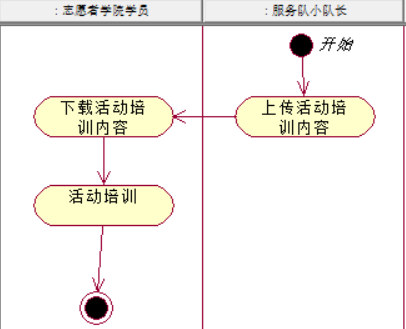 : 志愿者学院学员
: 服务队小队长
开始
下载活动培
训内容
上传活动培
训内容
活动培训